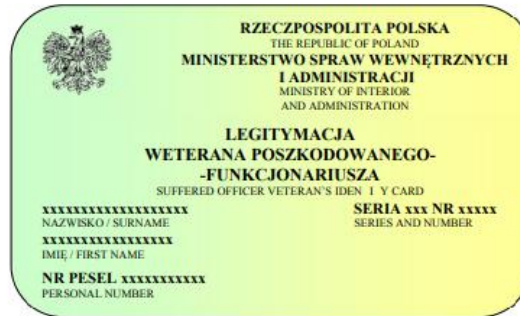 RZECZPOSPOLITA POLSKA
THE REPUBLIC OF POLAND
MINISTERSTWO SPRAW WEWNĘTRZNYCH
I ADMINISTRACJI
MINISTRY OF INTERIOR
AND ADMINISTRATION
LEGITYMACJA
WETERANA POSZKODOWANEGO-
-FUNKCJONARIUSZA
SUFFERED OFFICER VETERAN'S IDEN I Y CARD
xxxxxxxxxxxxxxxxxxx SERIA xxx NR xxxxx
NAZWISKO / SURNAME SERIES AND NUMBER
xxxxxxxxxxxxxxxxx
IMIĘ / FIRST NAME
NR PESEL xxxxxxxxxxx
PERSONAL NUMBER